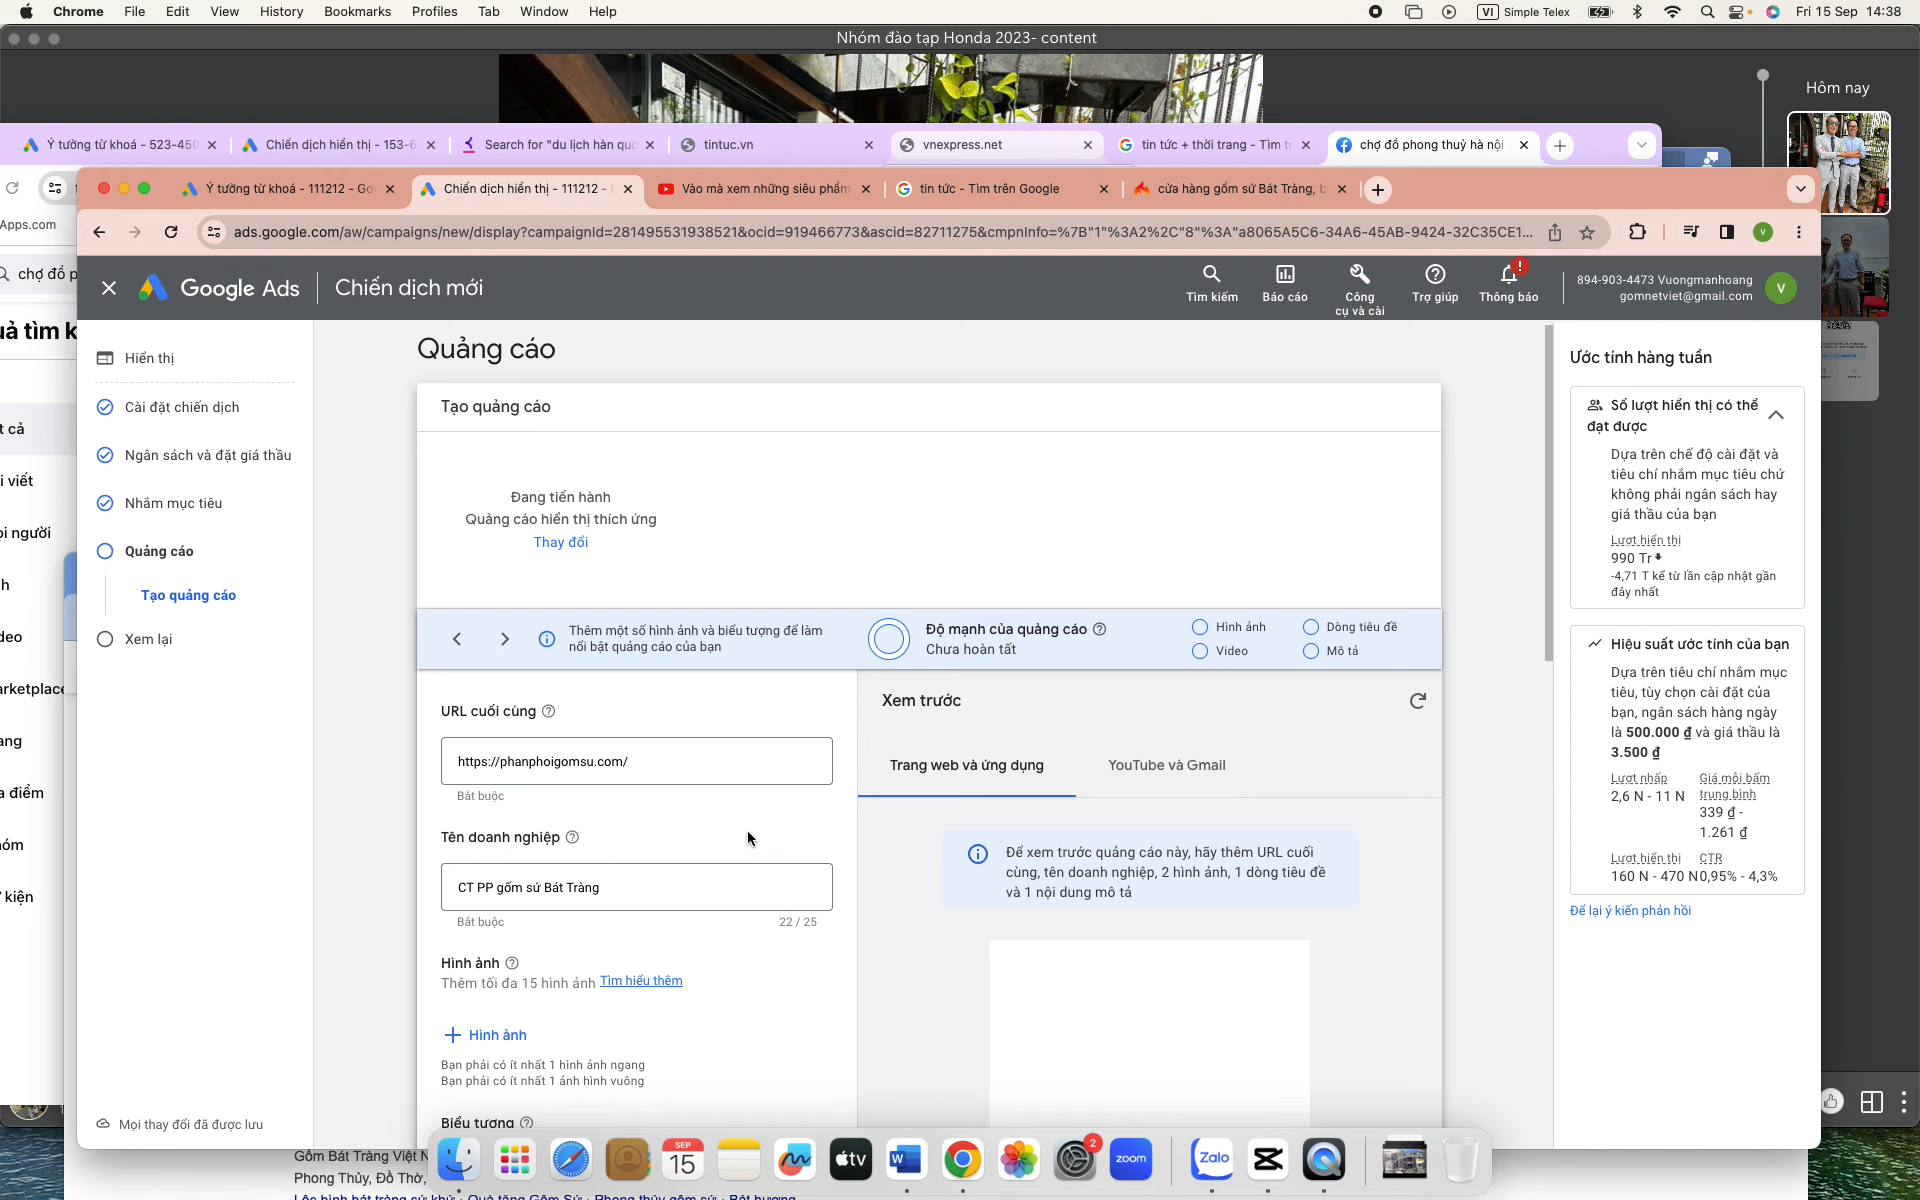 Chrome File Edit View History Bookmarks Profiles Tab Window Help
VI Simple Telex Fri 15 Sep 14:38
Nhóm đào tạp Honda 2023- content
Hôm nay
Ý tưởng từ khoá - 523-450 Chiến dịch hiển thị - 153-6 Search for "du lịch hàn quố tintuc.vn vnexpress.net tin tức + thời trang - Tìm tr chợ đồ phong thuỷ hà nội
Ý tưởng từ khoá - 111212 - Go Chiến dịch hiển thị - 111212 - Vào mà xem những siêu phẩm tin tức - Tìm trên Google cửa hàng gốm sứ Bát Tràng, b
Apps.com
ads.google.com/aw/campaigns/new/display?campaignId=281495531938521&ocid=919466773&ascid=82711275&cmpnInfo=%7B"1"%3A2%2C"8"%3A"a8065A5C6-34A6-45AB-9424-32C35CE1...
V
chợ đồ p
Google Ads Chiến dịch mới
Tìm kiếm
Báo cáo
Công
cụ và cài
Trợ giúp
!
Thông báo
894-903-4473 Vuongmanhoang
gomnetviet@gmail.com
V
uả tìm k
t cả
i viết
ọi người
h
deo
arketplace
ang
a điểm
óm
ự kiện
Hiển thị
Cài đặt chiến dịch
Ngân sách và đặt giá thầu
Nhắm mục tiêu
Quảng cáo
Tạo quảng cáo
Xem lại
Mọi thay đổi đã được lưu
Quảng cáo
Tạo quảng cáo
Đang tiến hành
Quảng cáo hiển thị thích ứng
Thay đổi
Thêm một số hình ảnh và biểu tượng để làm
nổi bật quảng cáo của bạn
Độ mạnh của quảng cáo
Chưa hoàn tất
Hình ảnh
Dòng tiêu đề
Video
Mô tả
URL cuối cùng
https://phanphoigomsu.com/
Bắt buộc
Tên doanh nghiệp
CT PP gốm sứ Bát Tràng
Bắt buộc 22 / 25
Hình ảnh
Thêm tối đa 15 hình ảnh Tìm hiểu thêm
Hình ảnh
Bạn phải có ít nhất 1 hình ảnh ngang
Bạn phải có ít nhất 1 ảnh hình vuông
Biểu tượng
Xem trước
Trang web và ứng dụng YouTube và Gmail
Để xem trước quảng cáo này, hãy thêm URL cuối
cùng, tên doanh nghiệp, 2 hình ảnh, 1 dòng tiêu đề
và 1 nội dung mô tả
Ước tính hàng tuần
Số lượt hiển thị có thể
đạt được
Dựa trên chế độ cài đặt và
tiêu chí nhắm mục tiêu chứ
không phải ngân sách hay
giá thầu của bạn
Lượt hiển thị
990 Tr
-4,71 T kể từ lần cập nhật gần
đây nhất
Hiệu suất ước tính của bạn
Dựa trên tiêu chí nhắm mục
tiêu, tùy chọn cài đặt của
bạn, ngân sách hàng ngày
là 500.000 ₫ và giá thầu là
3.500 ₫
Lượt nhấp
2,6 N - 11 N
Giá mỗi bấm
trung bình
339 ₫ -
1.261 ₫
Lượt hiển thị
160 N - 470 N
CTR
0,95% - 4,3%
Để lại ý kiến phản hồi
Gốm Bát Tràng Việt N
Phong Thủy, Đồ Thờ,
SEP
15
tv
W
2
zoom
Zalo